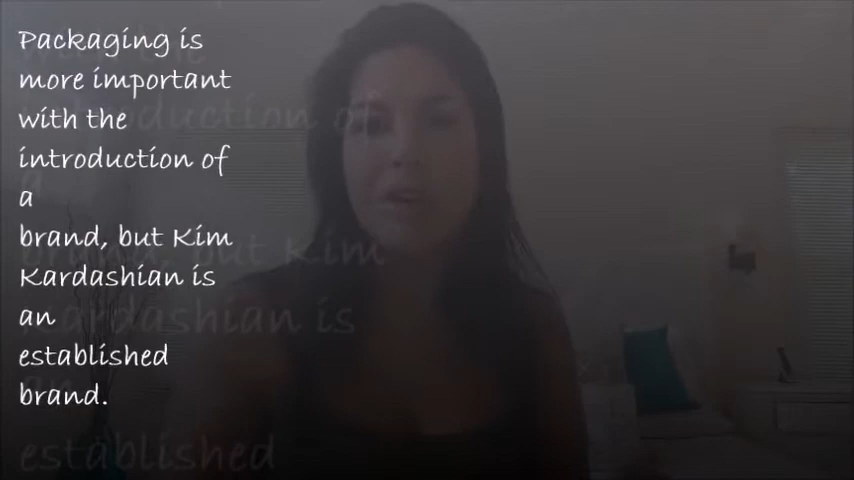 Packaging is
more important
with the
introduction of
a
brand, but Kim
Kardashian is
an
established
brand.